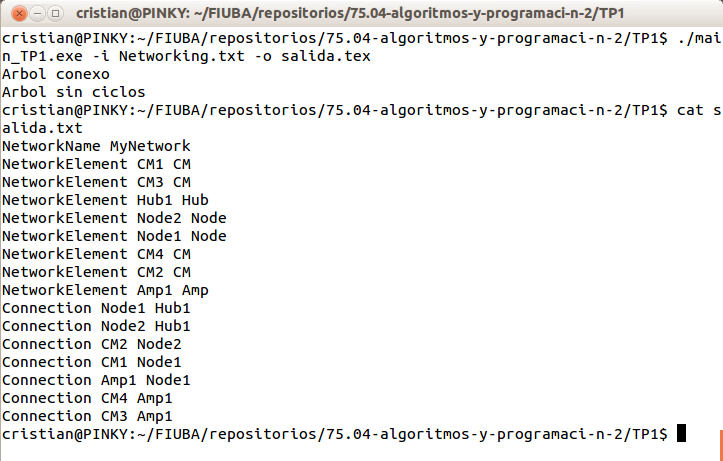 cristian@PINKY: ~/FIUBA/repositorios/75.04-algoritmos-y-programaci-n-2/TP1
cristian@PINKY:~/FIUBA/repositorios/75.04-algoritmos-y-programaci-n-2/TP1$ ./mai
n_TP1.exe -i Networking.txt -o salida.tex
Arbol conexo
Arbol sin ciclos
cristian@PINKY:~/FIUBA/repositorios/75.04-algoritmos-y-programaci-n-2/TP1$ cat s
alida.txt
NetworkName MyNetwork
NetworkElement CM1 CM
NetworkElement CM3 CM
NetworkElement Hub1 Hub
NetworkElement Node2 Node
NetworkElement Node1 Node
NetworkElement CM4 CM
NetworkElement CM2 CM
NetworkElement Amp1 Amp
Connection Node1 Hub1
Connection Node2 Hub1
Connection CM2 Node2
Connection CM1 Node1
Connection Amp1 Node1
Connection CM4 Amp1
Connection CM3 Amp1
cristian@PINKY:~/FIUBA/repositorios/75.04-algoritmos-y-programaci-n-2/TP1$